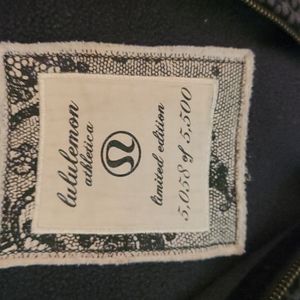 lululemon
athletica
limited edition
5,058 of 5,500